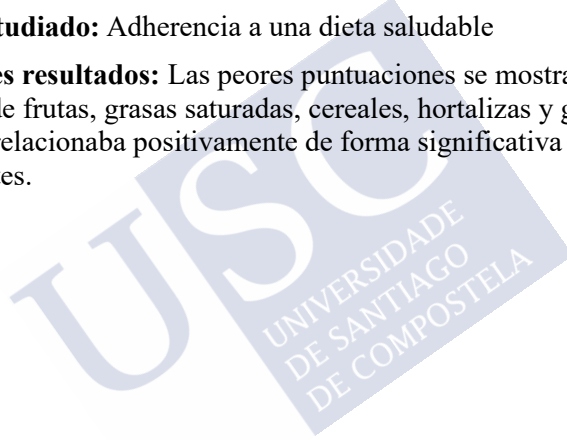 tudiado: Adherencia a una dieta saludable
es resultados: Las peores puntuaciones se mostra
de frutas, grasas saturadas, cereales, hortalizas y g
relacionaba positivamente de forma significativa
tes.
USC
UNIVERSIDADE
DE SANTIAGO
DE COMPOSTELA